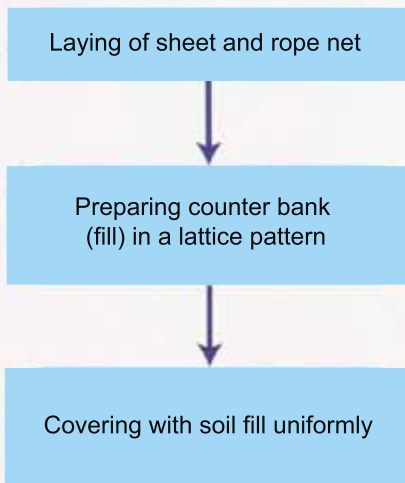 Laying of sheet and rope net
Preparing counter bank
(fill) in a lattice pattern
Covering with soil fill uniformly